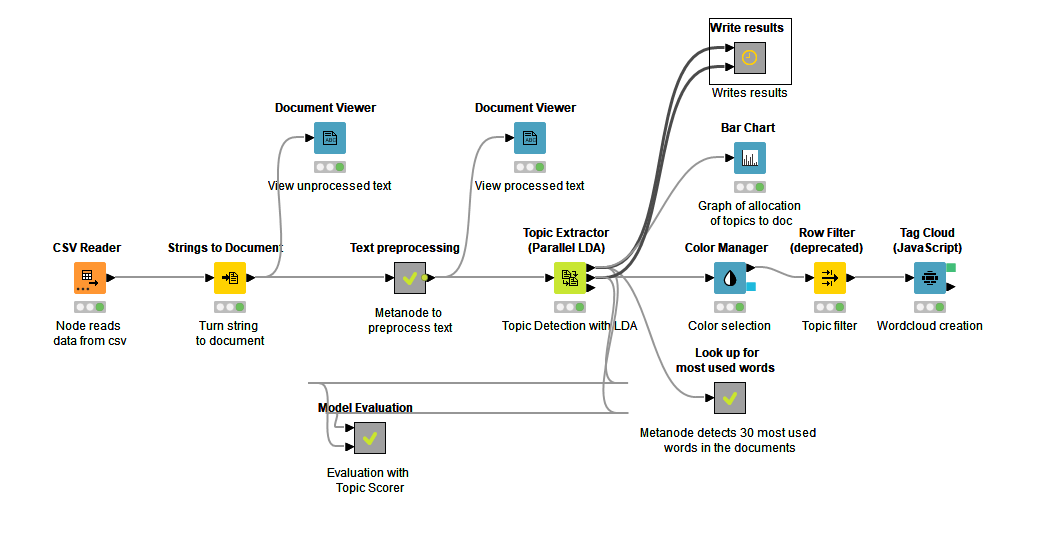 Write results
Writes results
Document Viewer
ABC
View unprocessed text
Document Viewer
ABC
View processed text
Bar Chart
Graph of allocation
of topics to doc
CSV Reader
Node reads
data from csv
Strings to Document
Turn string
to document
Text preprocessing
Metanode to
preprocess text
Topic Extractor
(Parallel LDA)
Topic Detection with LDA
Color Manager
Color selection
Row Filter
(deprecated)
Topic filter
Tag Cloud
(JavaScript)
Wordcloud creation
Look up for
most used words
Metanode detects 30 most used
words in the documents
Model Evaluation
Evaluation with
Topic Scorer